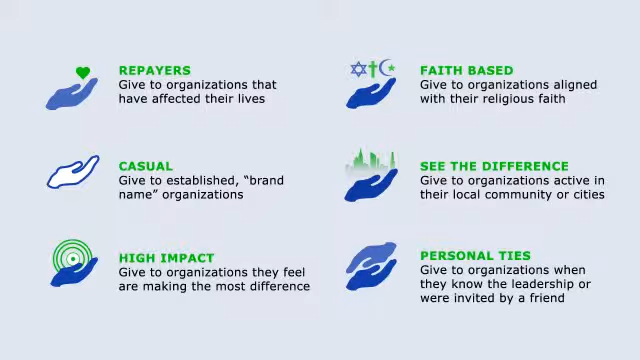 REPAYERS
Give to organizations that
have affected their lives
CASUAL
Give to established, “brand
name” organizations
HIGH IMPACT
Give to organizations they feel
are making the most difference
FAITH BASED
Give to organizations aligned
with their religious faith
SEE THE DIFFERENCE
Give to organizations active in
their local community or cities
PERSONAL TIES
Give to organizations when
they know the leadership or
were invited by a friend